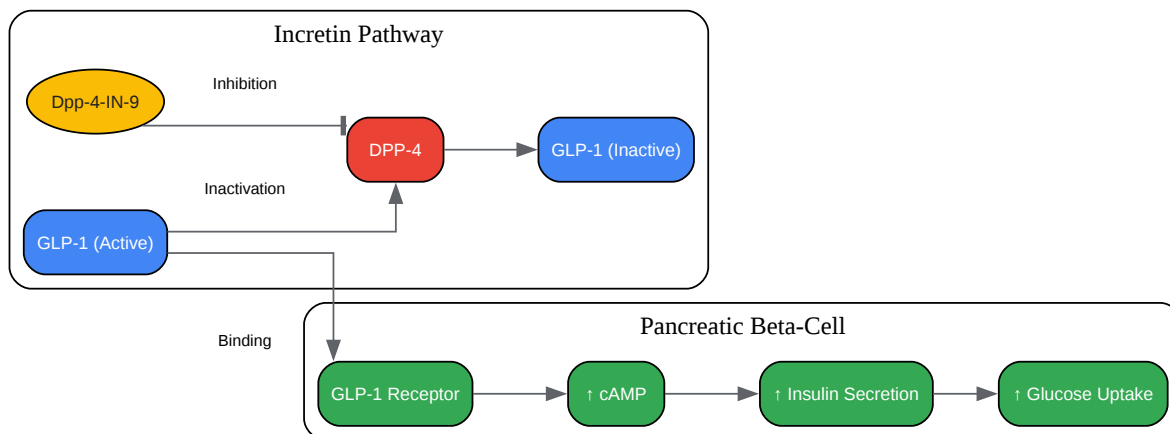 Incretin Pathway
Inhibition
Dpp-4-IN-9
DPP-4
GLP-1 (Inactive)
Inactivation
GLP-1 (Active)
Binding
Pancreatic Beta-Cell
GLP-1 Receptor
↑ cAMP
↑ Insulin Secretion
↑ Glucose Uptake